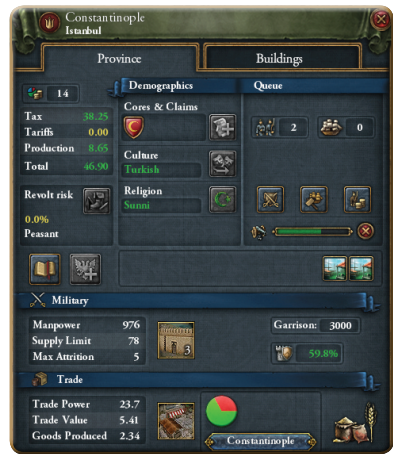 Constantinople
Istanbul
Province
Buildings
14
Tax 38.25
Tariffs 0.00
Production 8.65
Total 46.90
Revolt risk
0.0%
Peasant
Demographics
Cores & Claims
Culture
Turkish
Religion
Sunni
Queue
2 0
Military
Manpower 976
Supply Limit 78
Max Attrition 5
3
Garrison: 3000
59.8%
Trade
Trade Power 23.7
Trade Value 5.41
Goods Produced 2.34
Constantinople